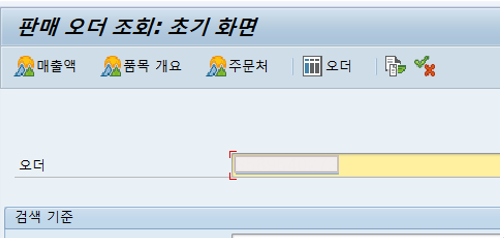 판매 오더 조회: 초기 화면
매출액 품목 개요 주문처 오더
오더
검색 기준